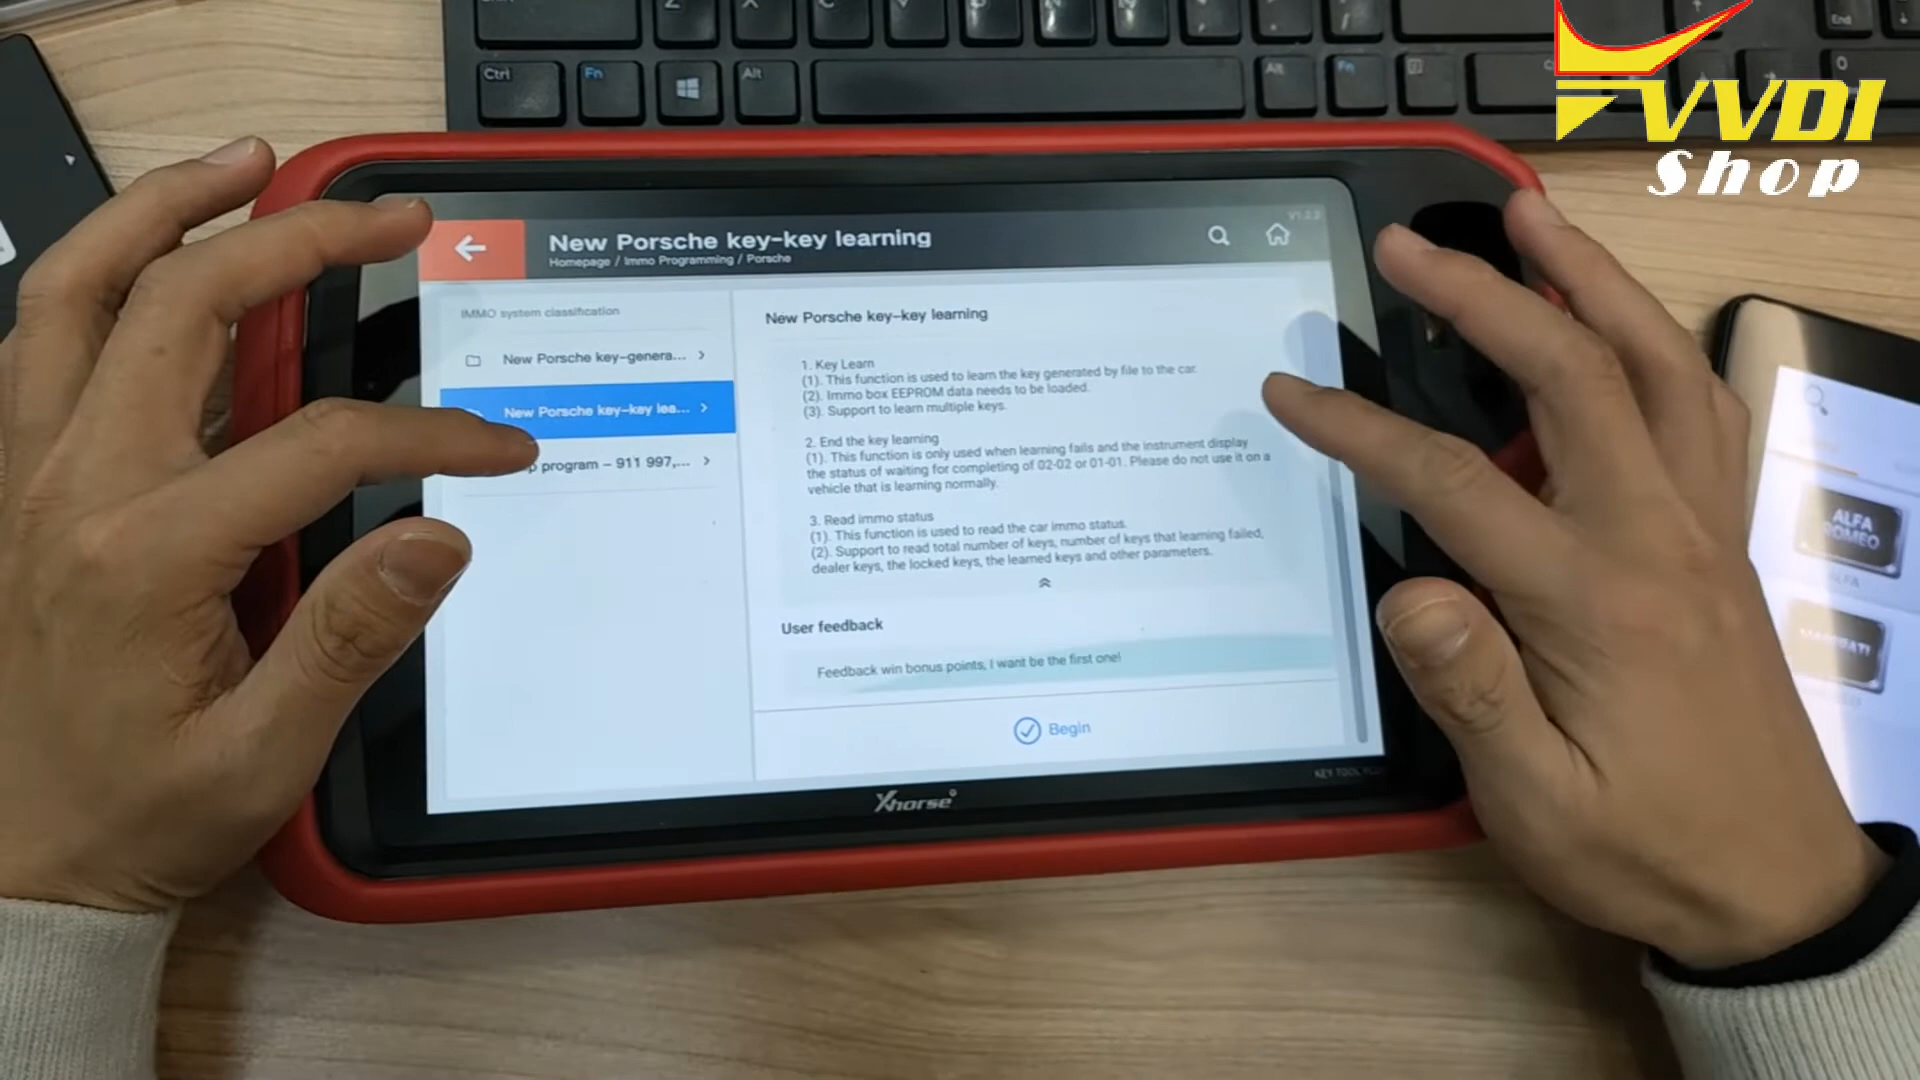 Ctrl
Fn
Alt
Alt
Fn
End
VVDI
Shop
V1.2.2
New Porsche key-key learning
Homepage / Immo Programming / Porsche
IMMO system classification
New Porsche key-genera...
New Porsche key-key lea...
program - 911 997,...
New Porsche key-key learning
1. Key Learn
(1). This function is used to learn the key generated by file to the car.
(2). Immo box EEPROM data needs to be loaded.
(3). Support to learn multiple keys.
2. End the key learning
(1). This function is only used when learning fails and the instrument display
the status of waiting for completing of 02-02 or 01-01. Please do not use it on a
vehicle that is learning normally.
3. Read immo status
(1). This function is used to read the car immo status.
(2). Support to read total number of keys, number of keys that learning failed,
dealer keys, the locked keys, the learned keys and other parameters.
User feedback
Feedback win bonus points, I want be the first one!
Begin
KEY TOOL PLUS
Xhorse
ALFA
ROMEO
ALFA